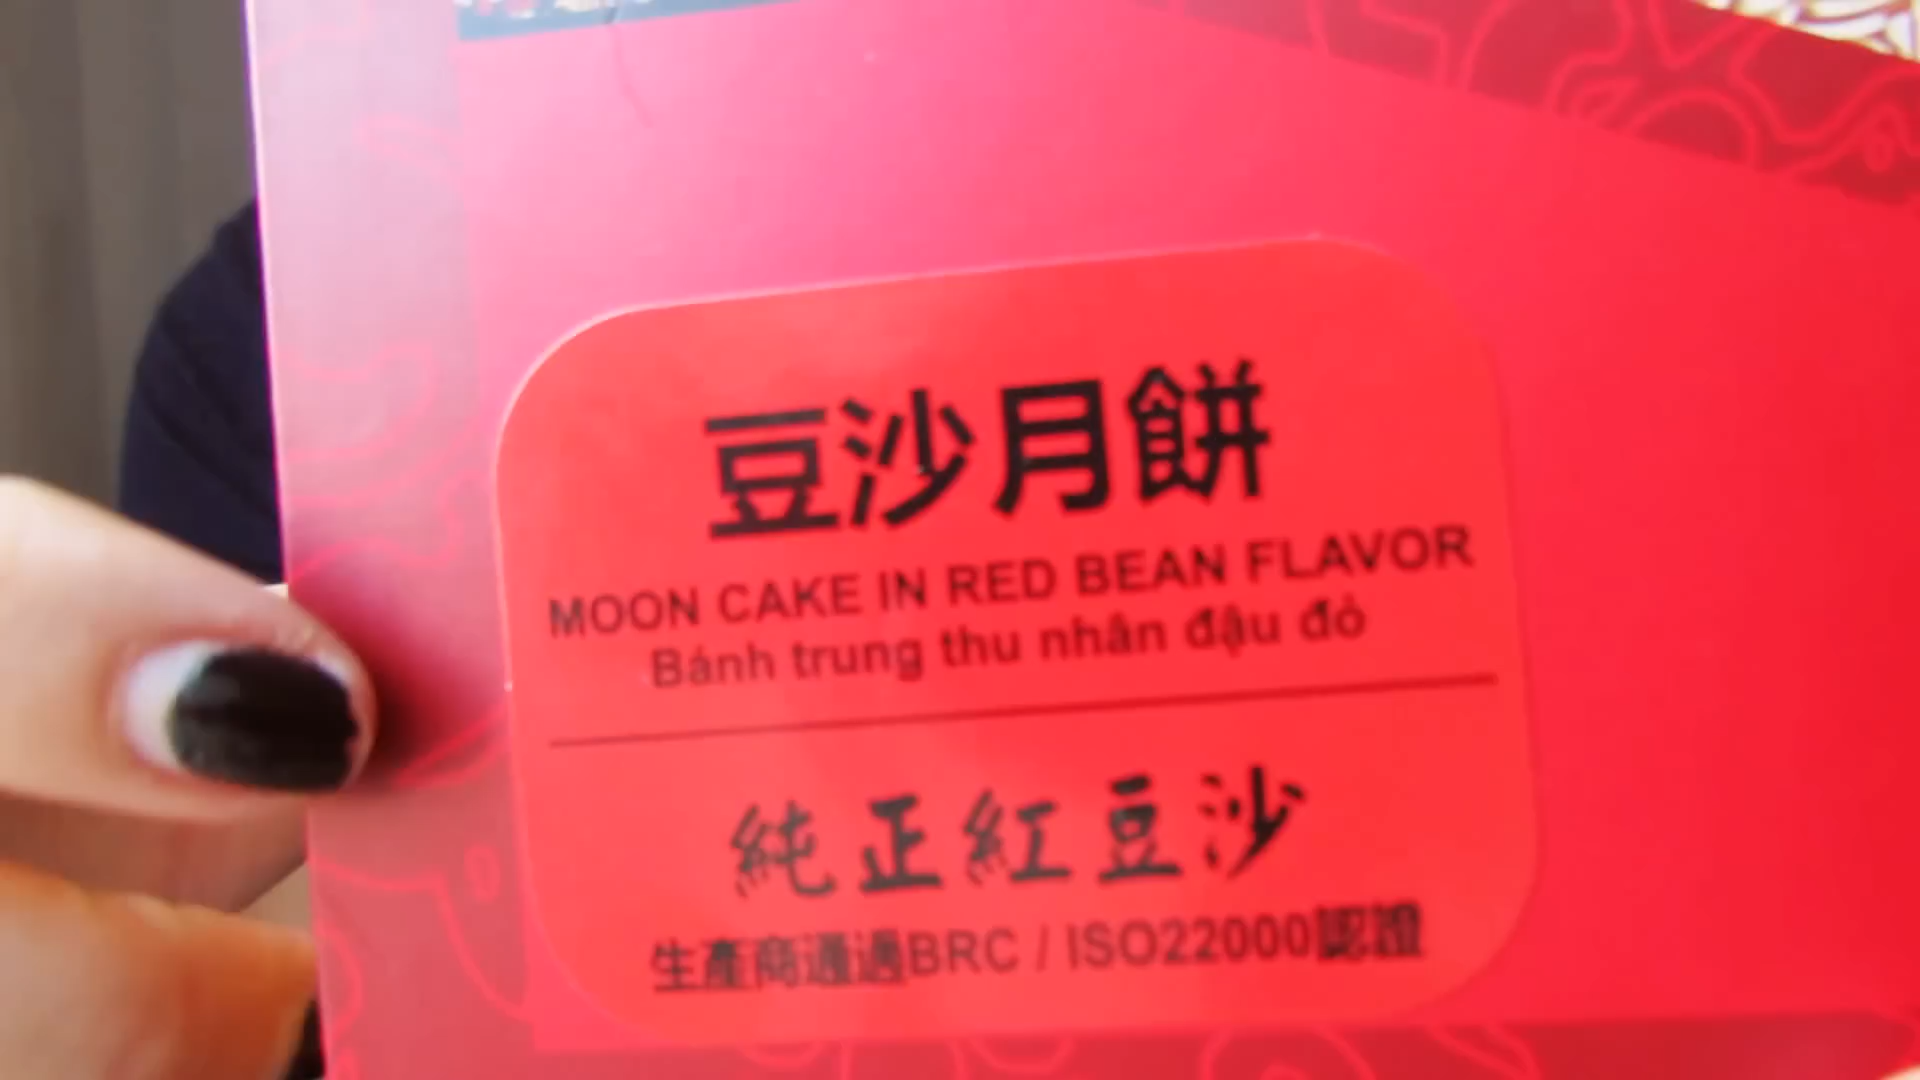 豆沙月餅
MOON CAKE IN RED BEAN FLAVOR
Bánh trung thu nhân đậu đỏ
純正紅豆沙
生產商通過BRC / ISO22000認證